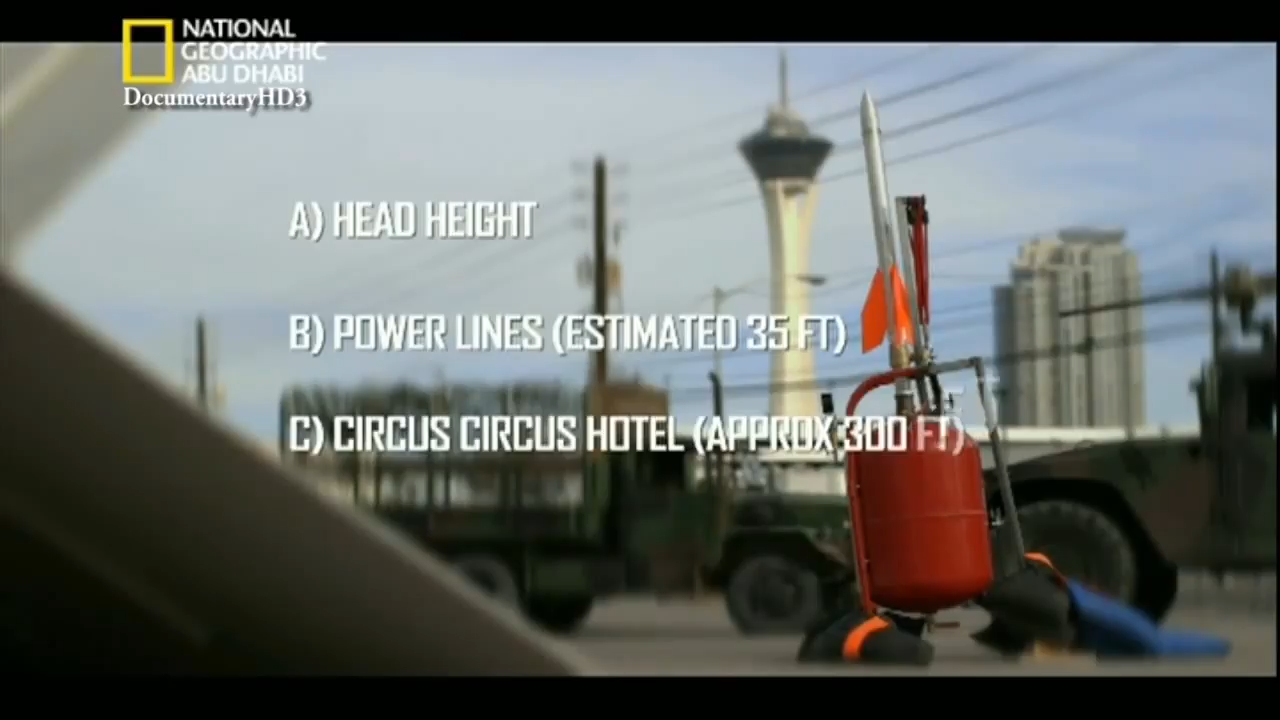 NATIONAL
GEOGRAPHIC
ABU DHABI
DocumentaryHD3
A) HEAD HEIGHT
B) POWER LINES (ESTIMATED 35 FT)
C) CIRCUS CIRCUS HOTEL (APPROX 300 FT)